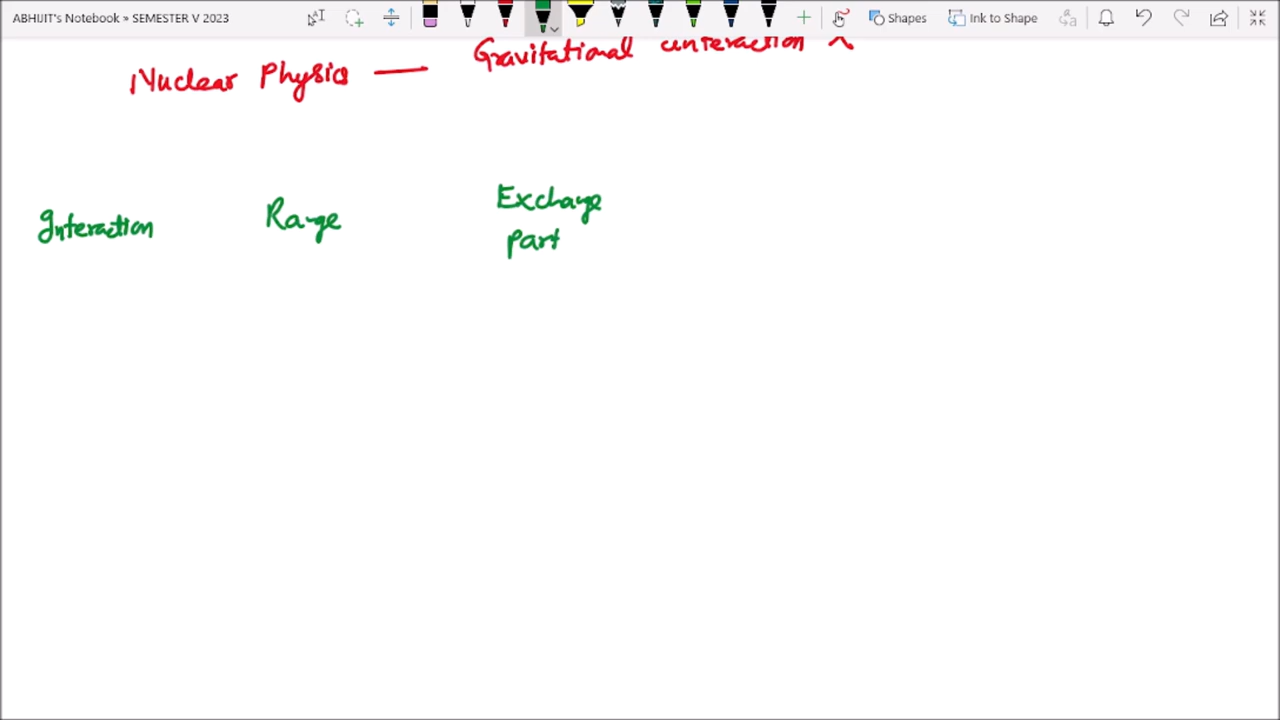 ABHIJIT's Notebook » SEMESTER V 2023
Shapes
Ink to Shape
Gravitational interaction X
Nuclear Physics —
Interaction
Range
Exchange
part